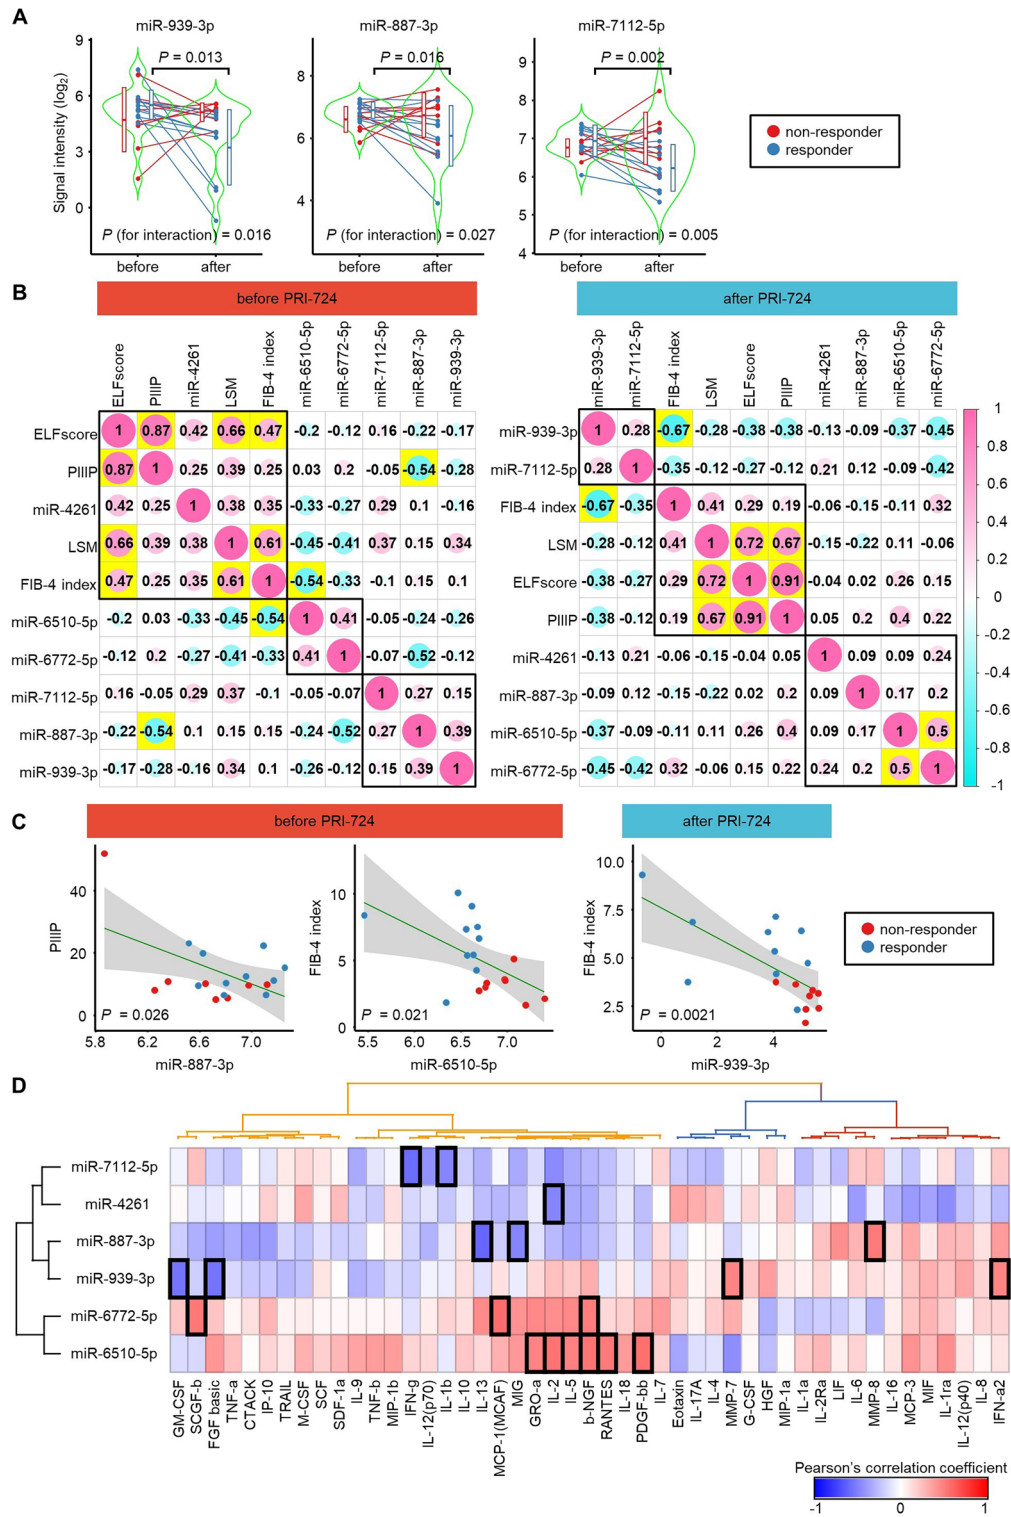 A
miR-939-3p
miR-887-3p
miR-7112-5p
P = 0.013
P = 0.016
P = 0.002
Signal intensity (log2)
9
6
3
0
8
6
4
9
8
7
6
5
4
P (for interaction) = 0.016
P (for interaction) = 0.027
P (for interaction) = 0.005
before
after
before
after
before
after
non-responder
responder
B
before PRI-724
ELFscore
PIIIP
miR-4261
LSM
FIB-4 index
miR-6510-5p
miR-6772-5p
miR-7112-5p
miR-887-3p
miR-939-3p
ELFscore 1 0.87 0.42 0.66 0.47 -0.2 -0.12 0.16 -0.22 -0.17
PIIIP 0.87 1 0.25 0.39 0.25 0.03 0.2 -0.05 -0.54 -0.28
miR-4261 0.42 0.25 1 0.38 0.35 -0.33 -0.27 0.29 0.1 -0.16
LSM 0.66 0.39 0.38 1 0.61 -0.45 -0.41 0.37 0.15 0.34
FIB-4 index 0.47 0.25 0.35 0.61 1 -0.54 -0.33 -0.1 0.15 0.1
miR-6510-5p -0.2 0.03 -0.33 -0.45 -0.54 1 0.41 -0.05 -0.24 -0.26
miR-6772-5p -0.12 0.2 -0.27 -0.41 -0.33 0.41 1 -0.07 -0.52 -0.12
miR-7112-5p 0.16 -0.05 0.29 0.37 -0.1 -0.05 -0.07 1 0.27 0.15
miR-887-3p -0.22 -0.54 0.1 0.15 0.15 -0.24 -0.52 0.27 1 0.39
miR-939-3p -0.17 -0.28 -0.16 0.34 0.1 -0.26 -0.12 0.15 0.39 1
after PRI-724
miR-939-3p
miR-7112-5p
FIB-4 index
LSM
ELFscore
PIIIP
miR-4261
miR-887-3p
miR-6510-5p
miR-6772-5p
miR-939-3p 1 0.28 -0.67 -0.28 -0.38 -0.38 -0.13 -0.09 -0.37 -0.45
miR-7112-5p 0.28 1 -0.35 -0.12 -0.27 -0.12 0.21 0.12 -0.09 -0.42
FIB-4 index -0.67 -0.35 1 0.41 0.29 0.19 -0.06 -0.15 -0.11 0.32
LSM -0.28 -0.12 0.41 1 0.72 0.67 -0.15 -0.22 0.11 -0.06
ELFscore -0.38 -0.27 0.29 0.72 1 0.91 -0.04 0.02 0.26 0.15
PIIIP -0.38 -0.12 0.19 0.67 0.91 1 0.05 0.2 0.4 0.22
miR-4261 -0.13 0.21 -0.06 -0.15 -0.04 0.05 1 0.09 0.09 0.24
miR-887-3p -0.09 0.12 -0.15 -0.22 0.02 0.2 0.09 1 0.17 0.2
miR-6510-5p -0.37 -0.09 -0.11 0.11 0.26 0.4 0.09 0.17 1 0.5
miR-6772-5p -0.45 -0.42 0.32 -0.06 0.15 0.22 0.24 0.2 0.5 1
1
0.8
0.6
0.4
0.2
0
-0.2
-0.4
-0.6
-0.8
-1
C
before PRI-724
after PRI-724
PIIIP
40
20
0
P = 0.026
5.8 6.2 6.6 7.0
miR-887-3p
FIB-4 index
10
5
0
P = 0.021
5.5 6.0 6.5 7.0
miR-6510-5p
FIB-4 index
10.0
7.5
5.0
2.5
P = 0.0021
0 2 4 6
miR-939-3p
non-responder
responder
D
miR-7112-5p
miR-4261
miR-887-3p
miR-939-3p
miR-6772-5p
miR-6510-5p
GM-CSF
SCGF-b
FGF basic
TNF-a
CTACK
IP-10
TRAIL
M-CSF
SCF
SDF-1a
IL-9
TNF-b
MIP-1b
IFN-g
IL-12(p70)
IL-1b
IL-10
IL-13
MCP-1(MCAF)
MIG
GRO-a
IL-2
IL-5
b-NGF
RANTES
IL-18
PDGF-bb
IL-7
Eotaxin
IL-17A
IL-4
MMP-7
G-CSF
HGF
MIP-1a
IL-1a
IL-2Ra
LIF
IL-6
MMP-8
IL-16
MCP-3
MIF
IL-1ra
IL-12(p40)
IL-8
IFN-a2
Pearson's correlation coefficient
-1 0 1